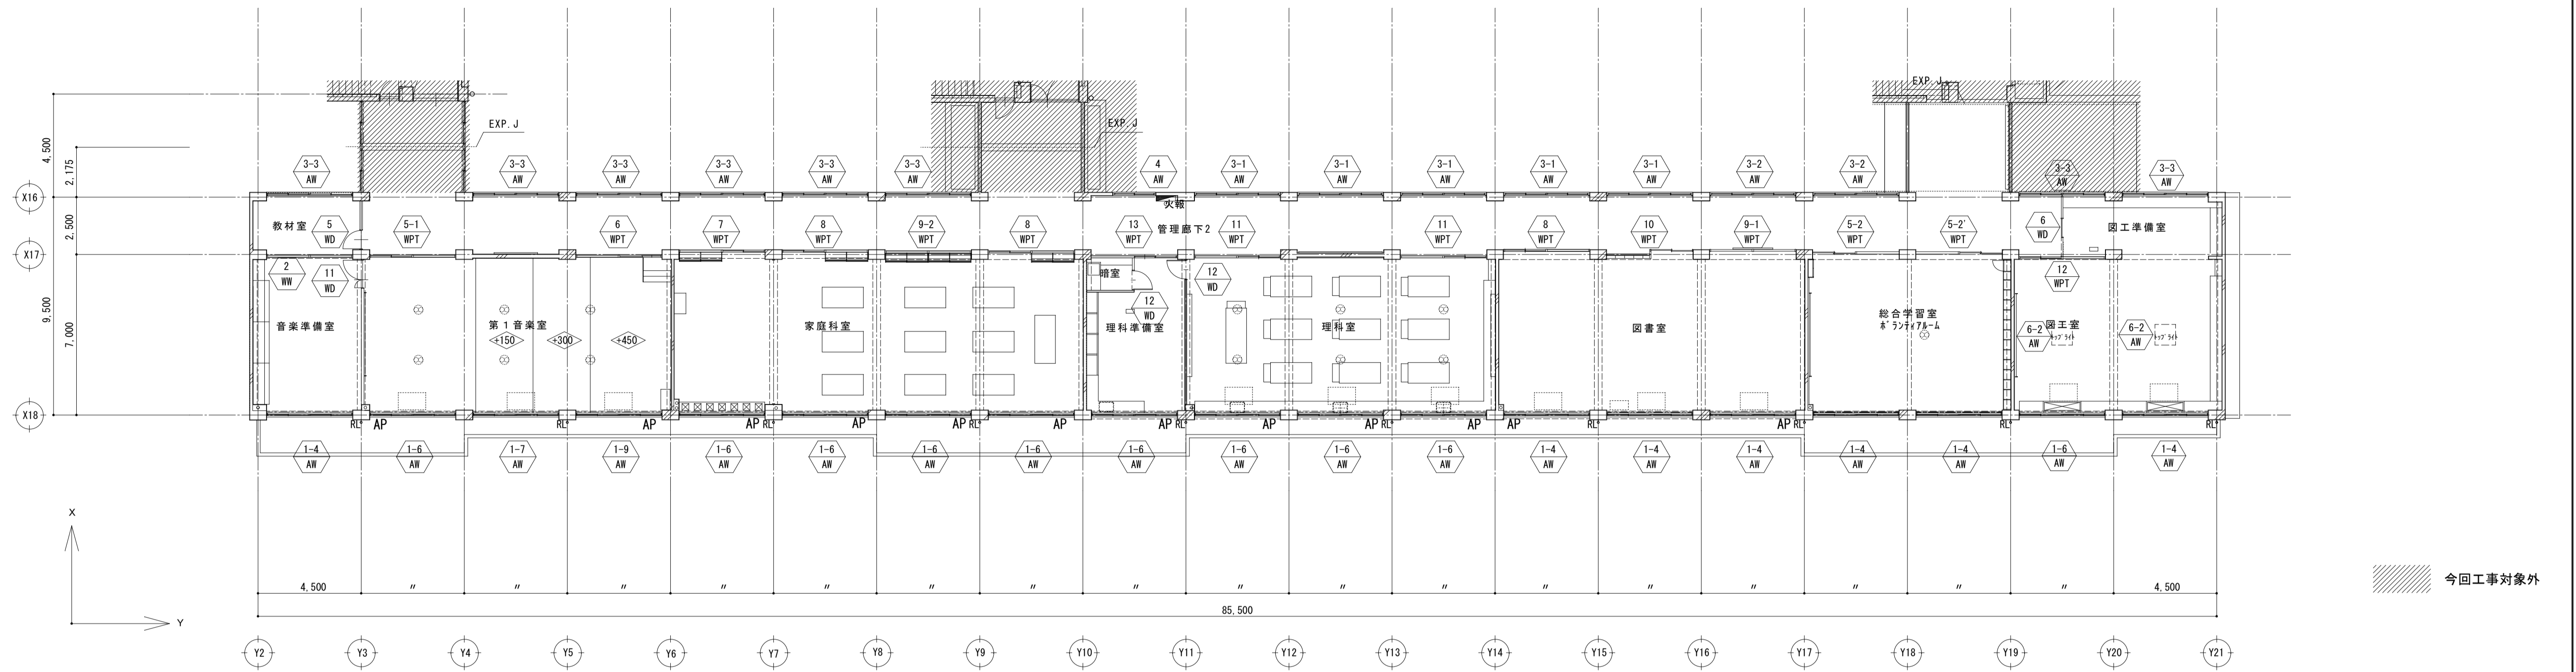 EXP. J
EXP. J
EXP. J
4.500
2.175
2.500
9.500
7.000
X16
X17
X18
3-3
AW
3-3
AW
3-3
AW
3-3
AW
3-3
AW
3-3
AW
4
AW
3-1
AW
3-1
AW
3-1
AW
3-1
AW
3-1
AW
3-2
AW
3-2
AW
3-3
AW
3-3
AW
火報
教材室
5
WD
5-1
WPT
6
WPT
7
WPT
8
WPT
9-2
WPT
8
WPT
13
WPT
管理廊下2
11
WPT
11
WPT
8
WPT
10
WPT
9-1
WPT
5-2
WPT
5-2'
WPT
6
WD
図工準備室
2
WW
11
WD
暗室
12
WD
12
WD
12
WPT
音楽準備室
第1音楽室
+150
+300
+450
家庭科室
理科準備室
理科室
図書室
総合学習室
ボランティアルーム
図工室
6-2
AW
トップライト
6-2
AW
トップライト
RL
AP
RL
AP
AP
RL
AP
AP
AP
AP
RL
AP
AP
AP
RL
AP
AP
RL
AP
RL
RL
RL
1-4
AW
1-6
AW
1-7
AW
1-9
AW
1-6
AW
1-6
AW
1-6
AW
1-6
AW
1-6
AW
1-6
AW
1-6
AW
1-6
AW
1-4
AW
1-4
AW
1-4
AW
1-4
AW
1-4
AW
1-6
AW
1-4
AW
X
Y
4.500 〃 〃 〃 〃 〃 〃 〃 〃 〃 〃 〃 〃 〃 〃 〃 〃 〃 4.500
85.500
今回工事対象外
Y2 Y3 Y4 Y5 Y6 Y7 Y8 Y9 Y10 Y11 Y12 Y13 Y14 Y15 Y16 Y17 Y18 Y19 Y20 Y21